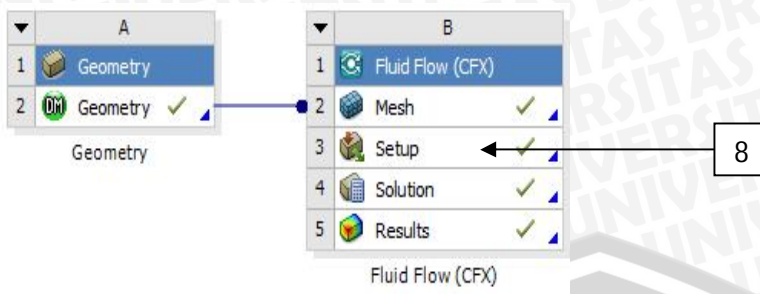 A
1 Geometry
2 DM Geometry
Geometry
B
1 Fluid Flow (CFX)
2 Mesh
3 Setup
4 Solution
5 Results
Fluid Flow (CFX)
8